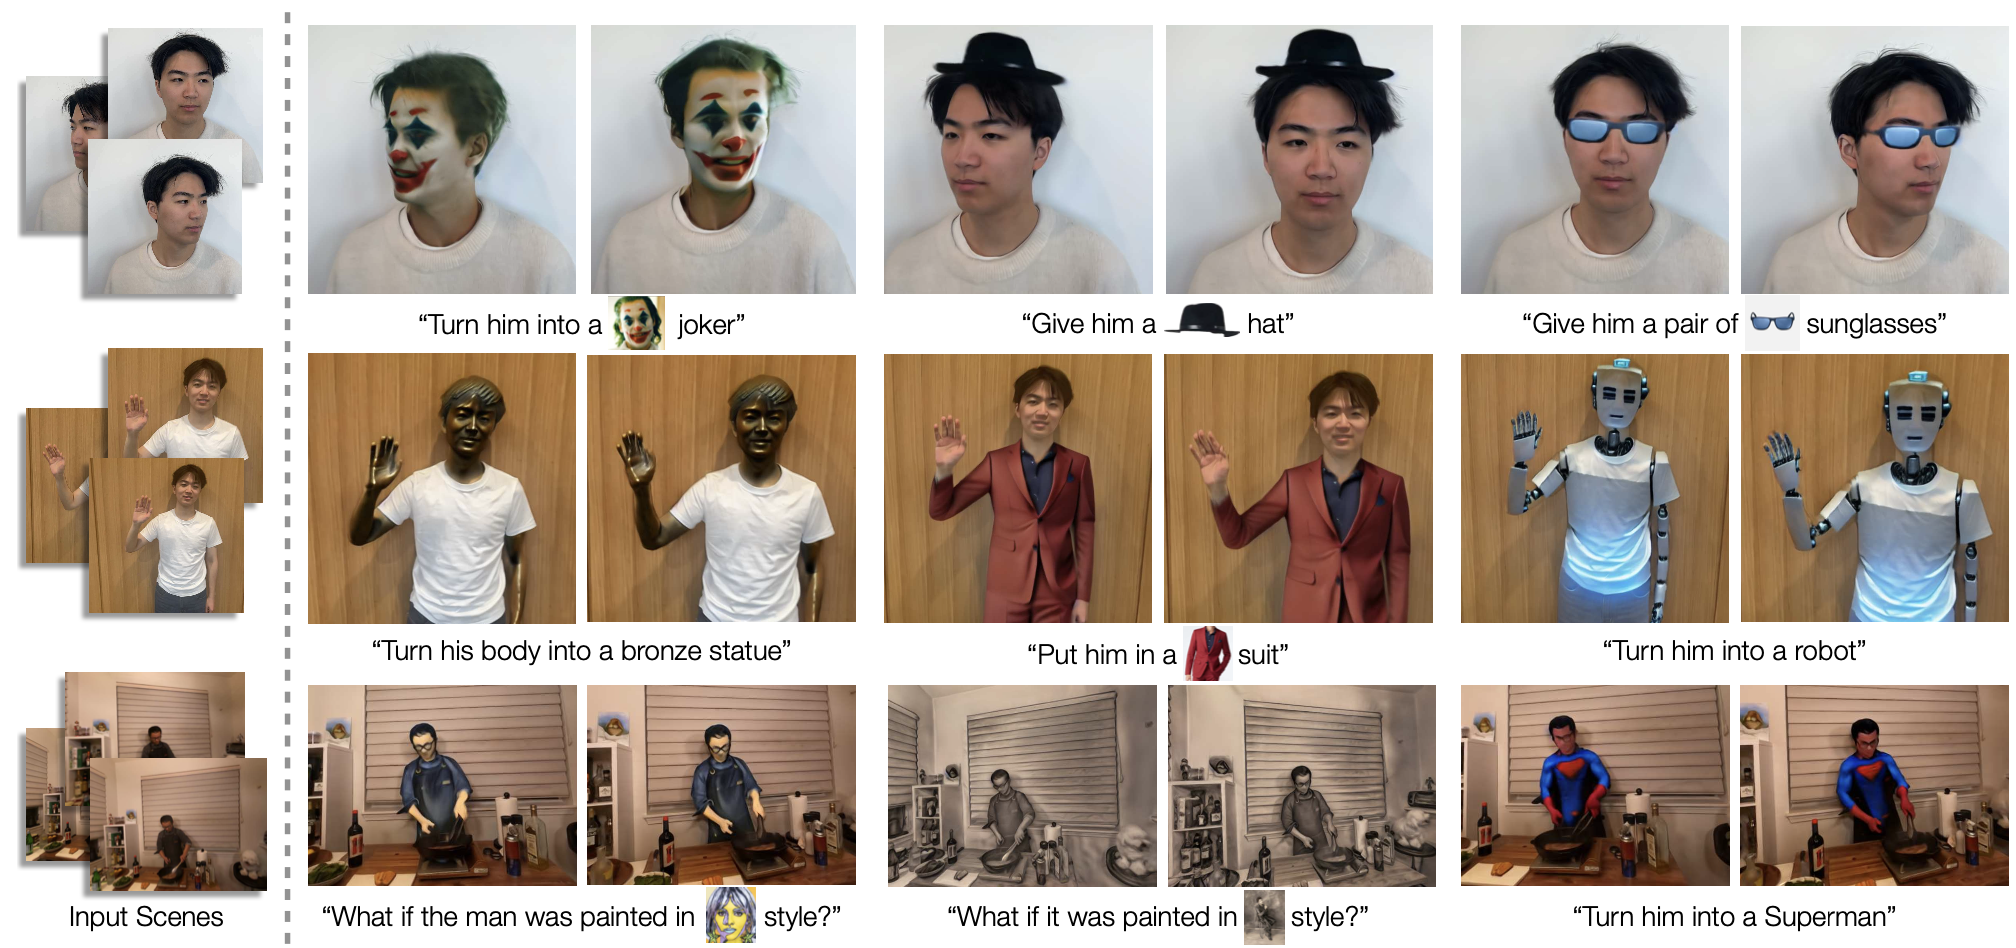 “Turn him into a joker”
“Give him a hat”
“Give him a pair of sunglasses”
“Turn his body into a bronze statue”
“Put him in a suit”
“Turn him into a robot”
Input Scenes
“What if the man was painted in style?”
“What if it was painted in style?”
“Turn him into a Superman”